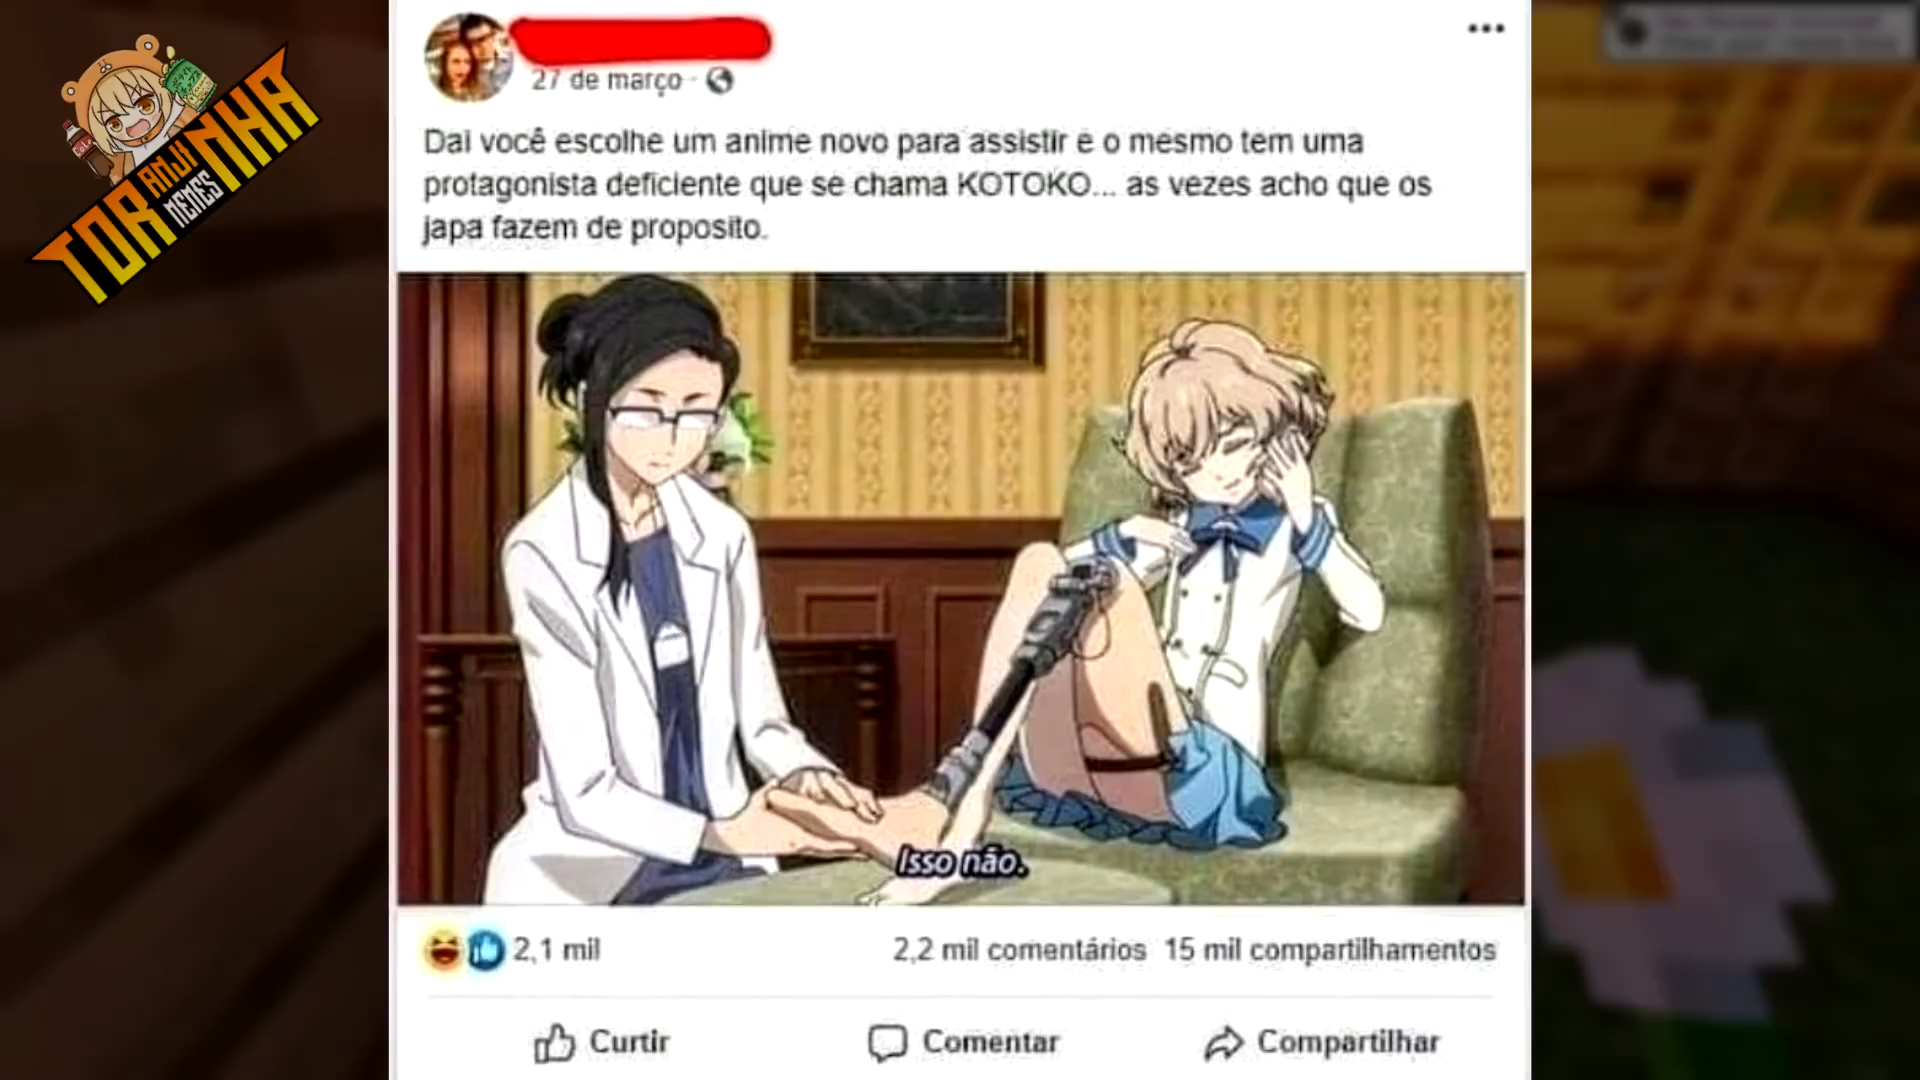 TORANJINHA
MEMES
27 de março
Dai você escolhe um anime novo para assistir e o mesmo tem uma
protagonista deficiente que se chama KOTOKO... as vezes acho que os
japa fazem de proposito.
Isso não.
2,1 mil 2,2 mil comentários 15 mil compartilhamentos
Curtir Comentar Compartilhar